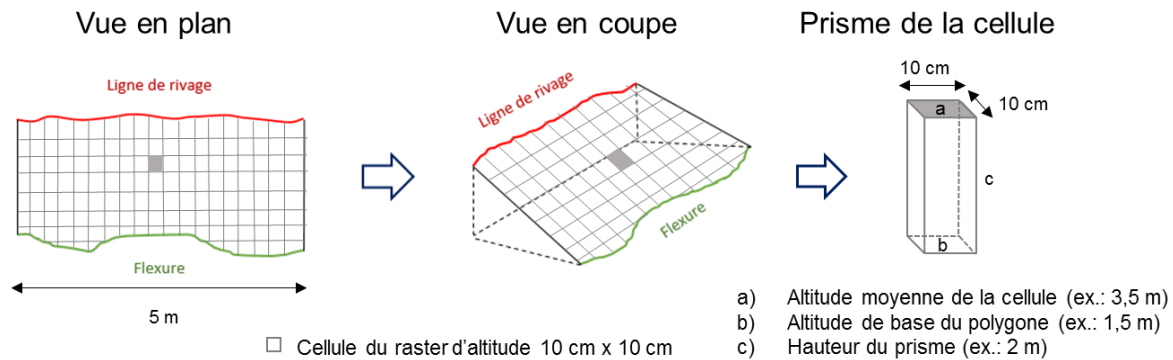 Vue en plan
Vue en coupe
Prisme de la cellule
Ligne de rivage
Flexure
5 m
Ligne de rivage
Flexure
10 cm
10 cm
a
c
b
☐ Cellule du raster d'altitude 10 cm x 10 cm
a) Altitude moyenne de la cellule (ex.: 3,5 m)
b) Altitude de base du polygone (ex.: 1,5 m)
c) Hauteur du prisme (ex.: 2 m)